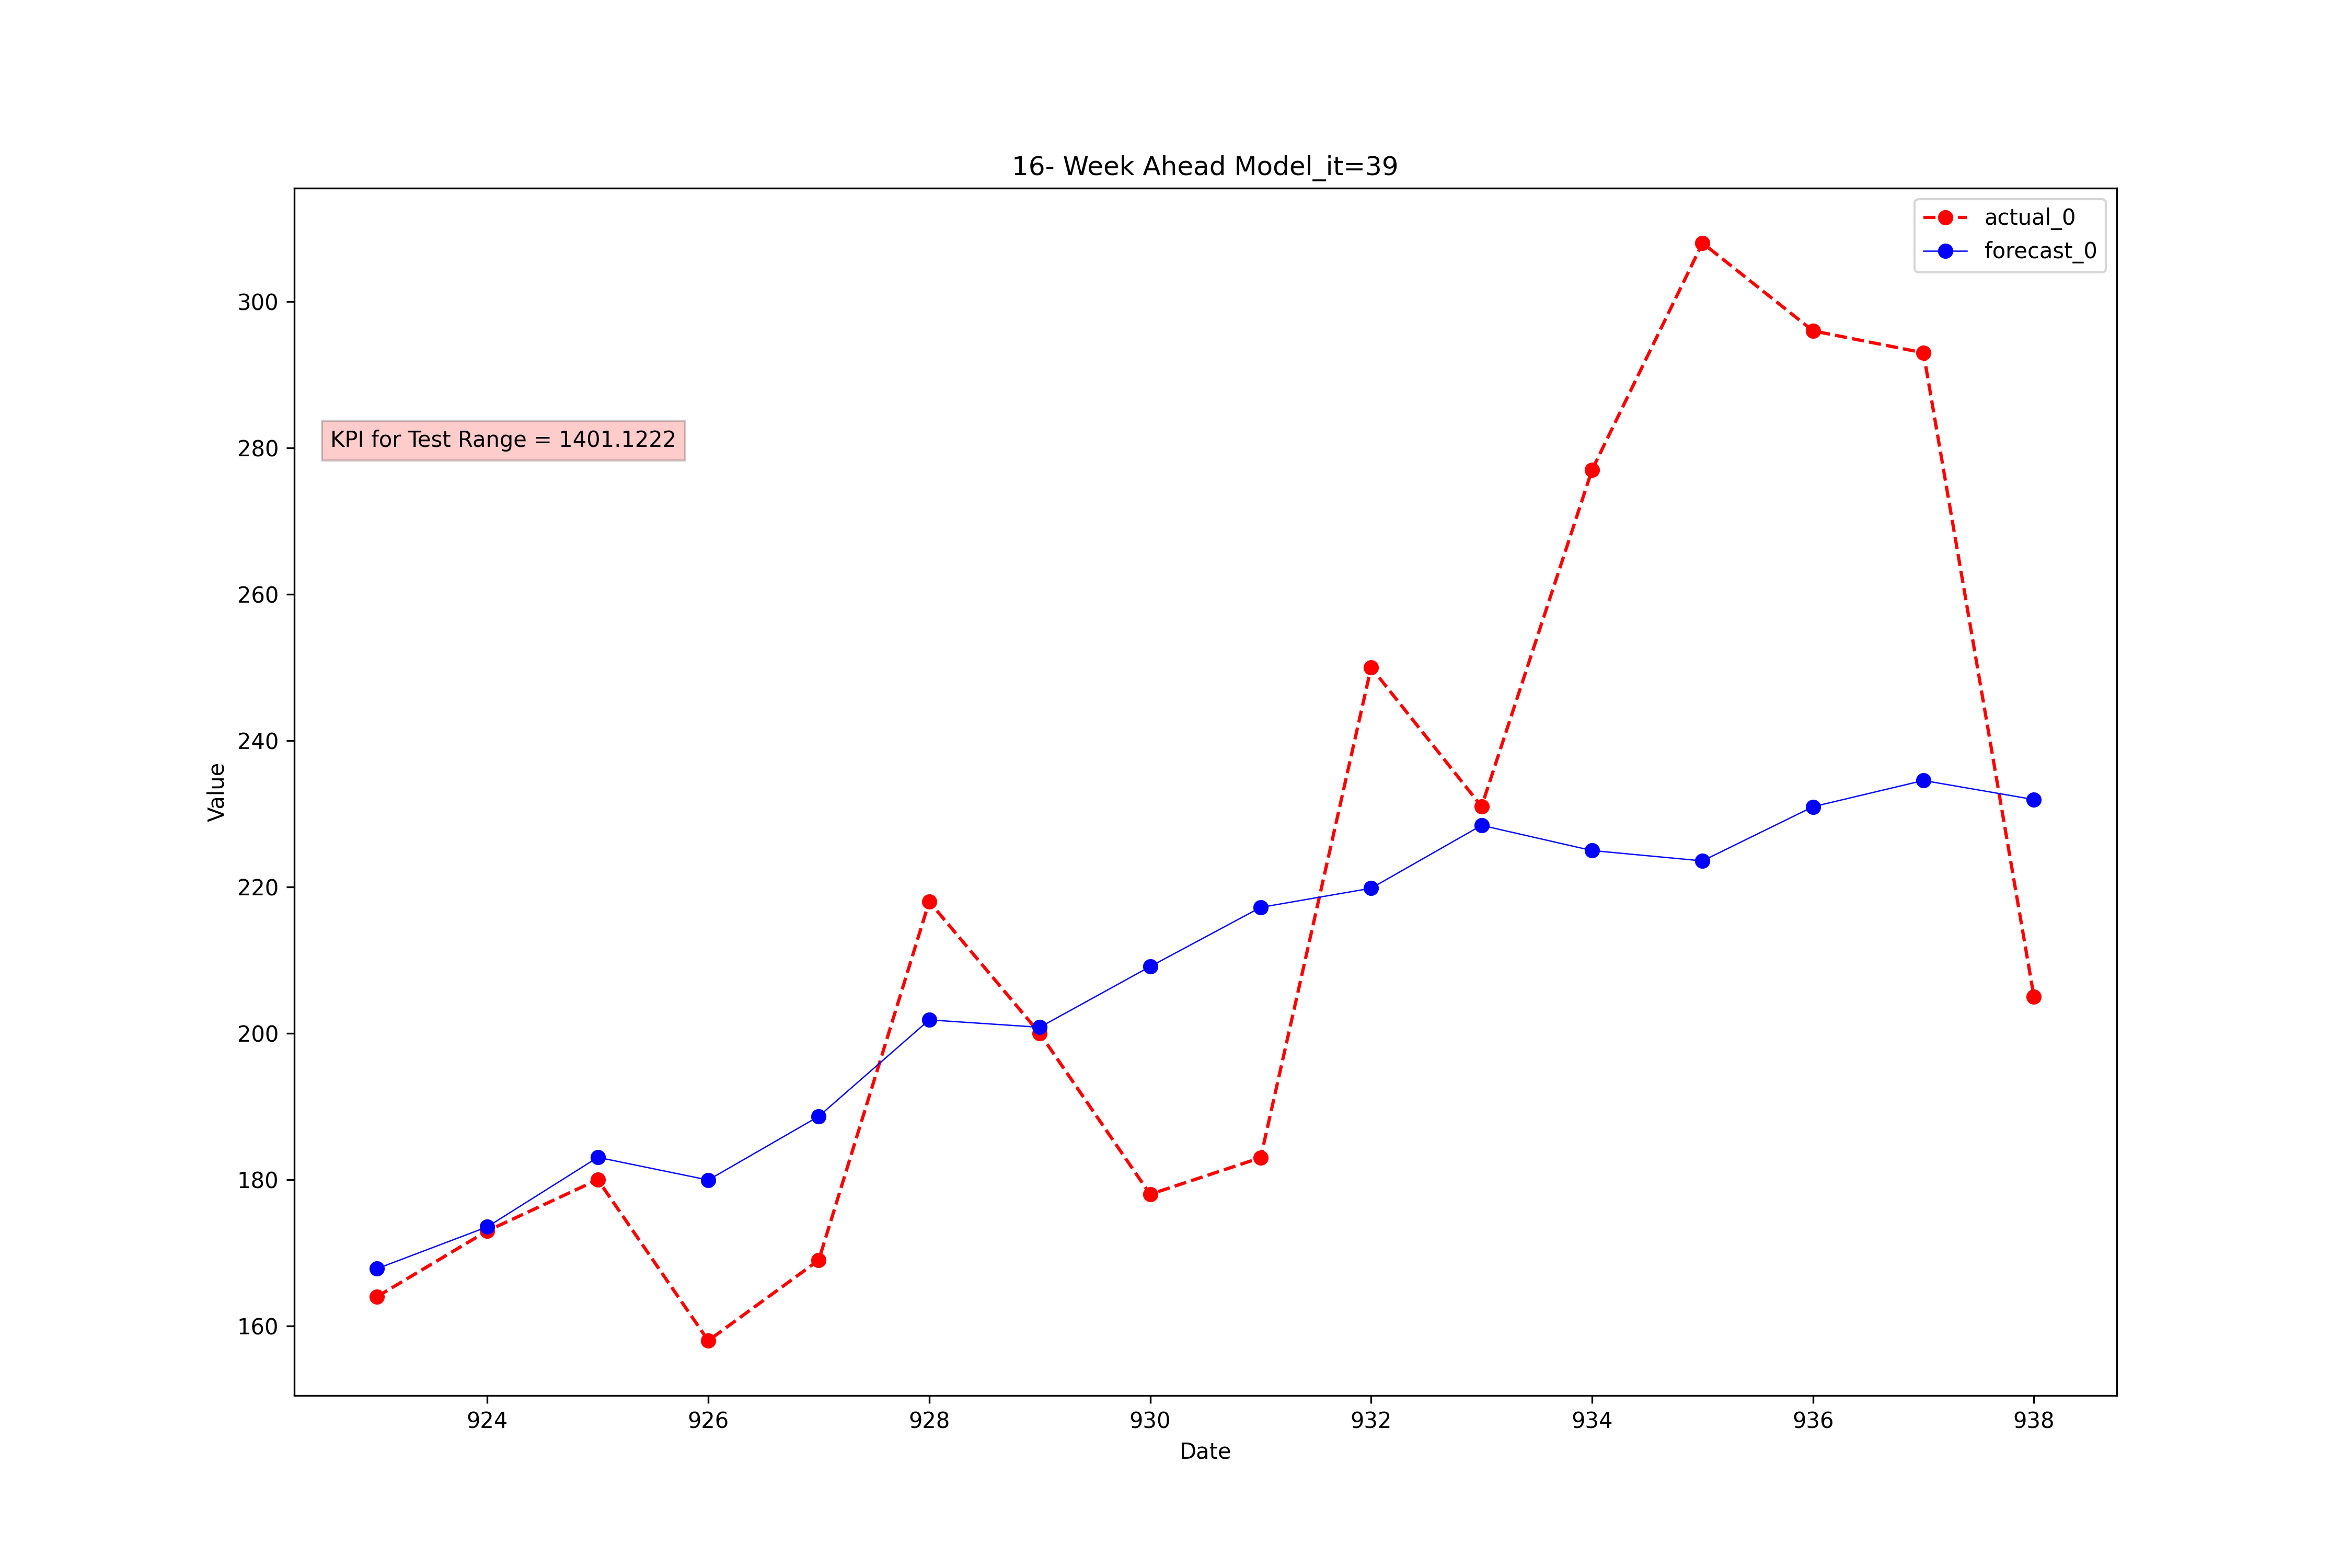 16- Week Ahead Model_it=39
actual_0
forecast_0
KPI for Test Range = 1401.1222
300
280
260
240
220
200
180
160
Value
924 926 928 930 932 934 936 938
Date